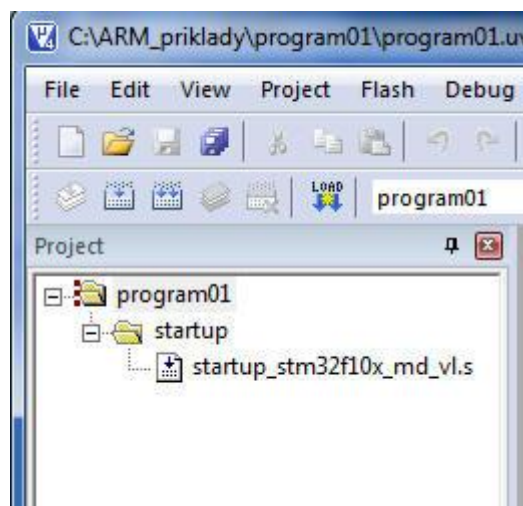 C:\ARM_priklady\program01\program01.uv
File Edit View Project Flash Debug
LOAD program01
Project
program01
startup
startup_stm32f10x_md_vl.s